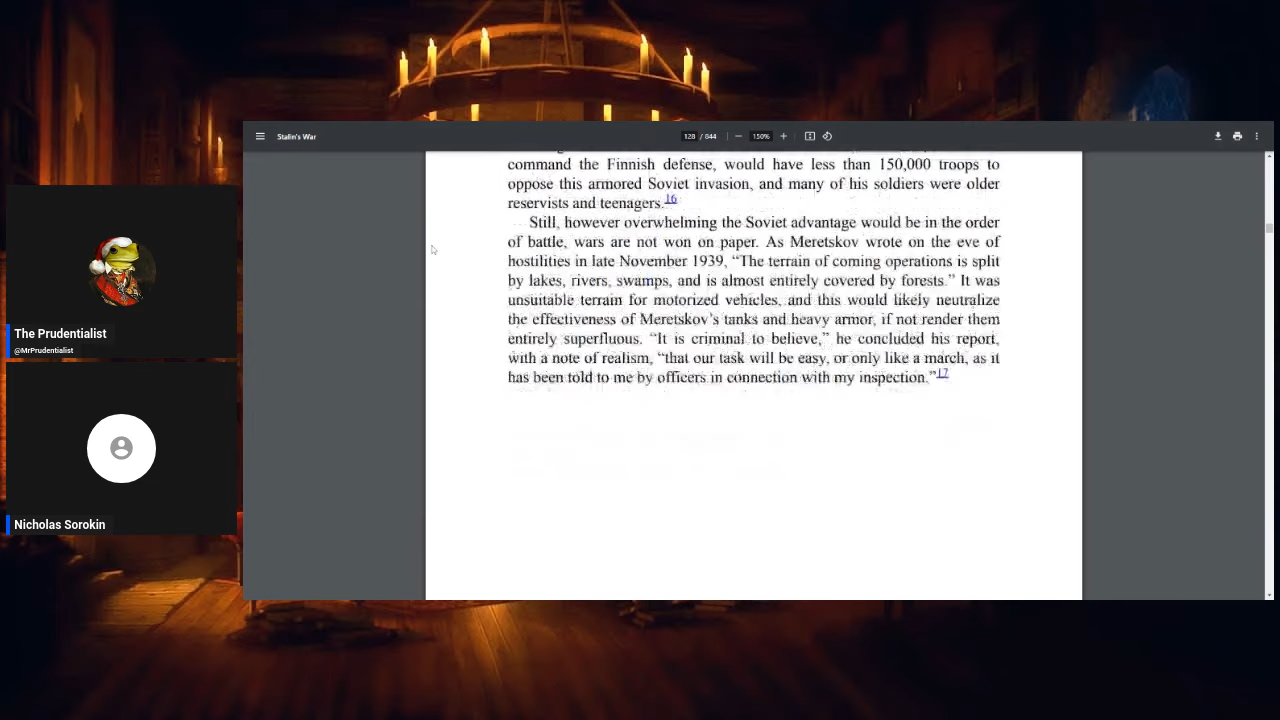 Stalin's War
128 / 844
150%
command the Finnish defense, would have less than 150,000 troops to
oppose this armored Soviet invasion, and many of his soldiers were older
reservists and teenagers.16
Still, however overwhelming the Soviet advantage would be in the order
of battle, wars are not won on paper. As Meretskov wrote on the eve of
hostilities in late November 1939, “The terrain of coming operations is split
by lakes, rivers, swamps, and is almost entirely covered by forests.” It was
unsuitable terrain for motorized vehicles, and this would likely neutralize
the effectiveness of Meretskov’s tanks and heavy armor, if not render them
entirely superfluous. “It is criminal to believe,” he concluded his report,
with a note of realism, “that our task will be easy, or only like a march, as it
has been told to me by officers in connection with my inspection.”17
The Prudentialist
@MrPrudentialist
Nicholas Sorokin